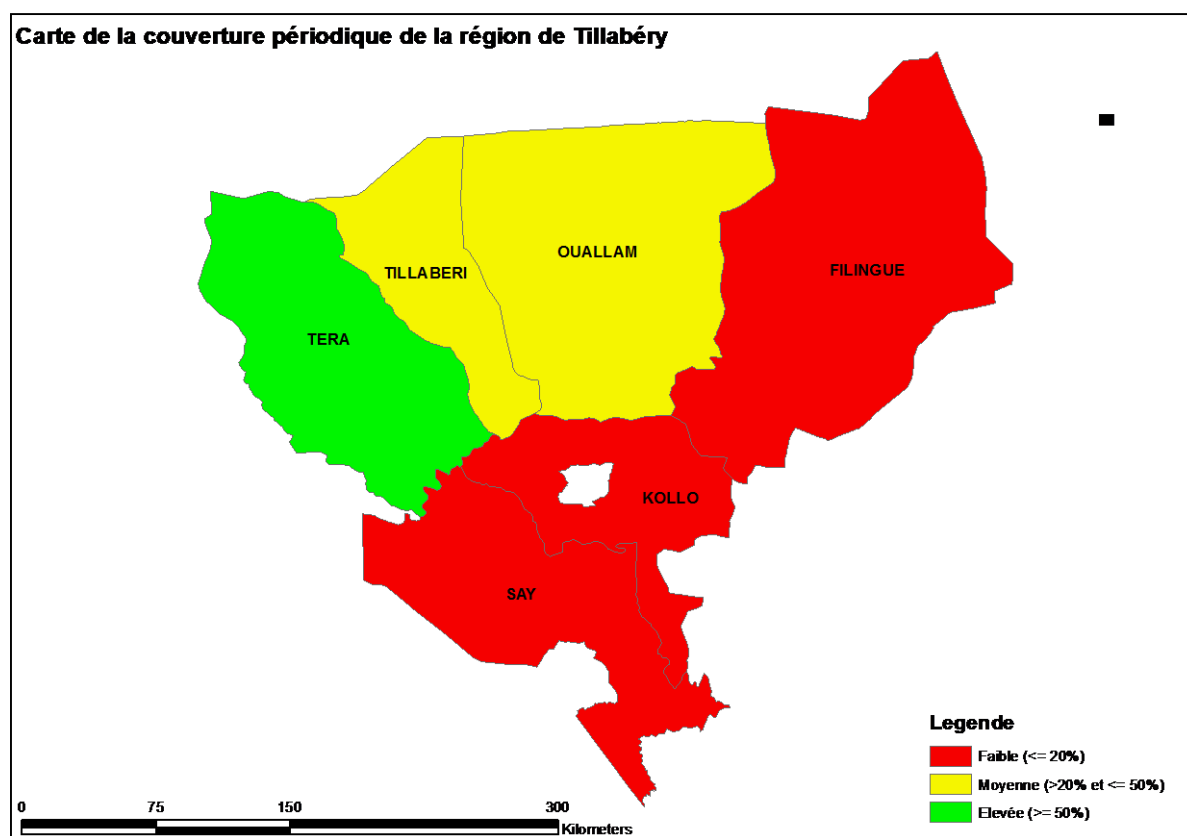 Carte de la couverture périodique de la région de Tillabéry
OUALLAM
FILINGUE
TILLABERI
TERA
KOLLO
SAY
Legende
Faible (<= 20%)
Moyenne (>20% et <= 50%)
Elevée (>= 50%)
0 75 150 300
Kilometers